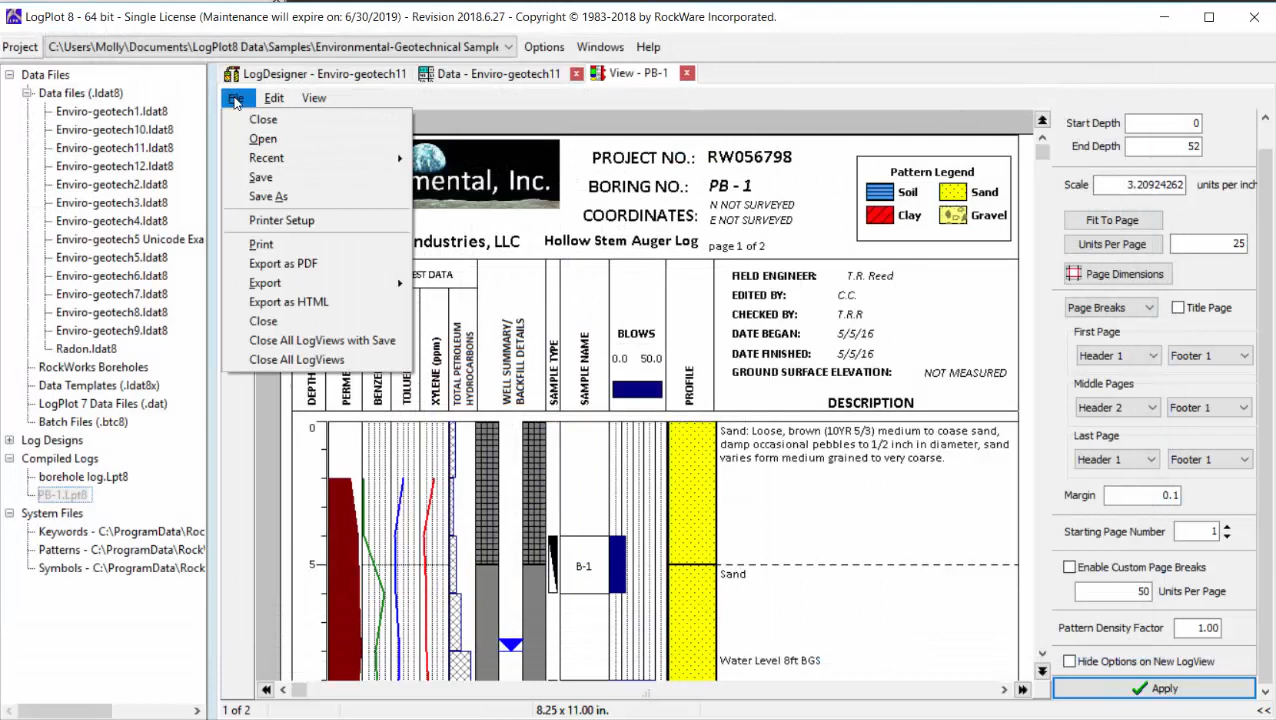 LogPlot 8 - 64 bit - Single License (Maintenance will expire on: 6/30/2019) - Revision 2018.6.27 - Copyright © 1983-2018 by RockWare Incorporated.
Project C:\Users\Molly\Documents\LogPlot8 Data\Samples\Environmental-Geotechnical Sample Options Windows Help
LogDesigner - Enviro-geotech11 Data - Enviro-geotech11 View - PB-1
Data Files
Data files (.ldat8)
Enviro-geotech1.ldat8
Enviro-geotech10.ldat8
Enviro-geotech11.ldat8
Enviro-geotech12.ldat8
Enviro-geotech2.ldat8
Enviro-geotech3.ldat8
Enviro-geotech4.ldat8
Enviro-geotech5 Unicode Exa
Enviro-geotech5.ldat8
Enviro-geotech6.ldat8
Enviro-geotech7.ldat8
Enviro-geotech8.ldat8
Enviro-geotech9.ldat8
Radon.ldat8
RockWorks Boreholes
Data Templates (.ldat8x)
LogPlot 7 Data Files (.dat)
Batch Files (.btc8)
Log Designs
Compiled Logs
borehole log.Lpt8
PB-1.Lpt8
System Files
Keywords - C:\ProgramData\Rock
Patterns - C:\ProgramData\Rock
Symbols - C:\ProgramData\Rock
File Edit View
Close
Open
Recent
Save
Save As
Printer Setup
Print
Export as PDF
Export
Export as HTML
Close
Close All LogViews with Save
Close All LogViews
mental, Inc.
ndustries, LLC
PROJECT NO.: RW056798
BORING NO.: PB - 1
COORDINATES: N NOT SURVEYED
E NOT SURVEYED
Hollow Stem Auger Log page 1 of 2
Pattern Legend
Soil Sand
Clay Gravel
EST DATA
DEPTH
PERME
BENZE
TOLUE
XYLENE (ppm)
TOTAL PETROLEUM
HYDROCARBONS
WELL SUMMARY/
BACKFILL DETAILS
SAMPLE TYPE
SAMPLE NAME
BLOWS
0.0 50.0
PROFILE
FIELD ENGINEER: T.R. Reed
EDITED BY: C.C.
CHECKED BY: T.R.R
DATE BEGAN: 5/5/16
DATE FINISHED: 5/5/16
GROUND SURFACE ELEVATION: NOT MEASURED
DESCRIPTION
0
5
B-1
Sand: Loose, brown (10YR 5/3) medium to coase sand,
damp occasional pebbles to 1/2 inch in diameter, sand
varies form medium grained to very coarse.
Sand
Water Level 8ft BGS
Start Depth 0
End Depth 52
Scale 3.20924262 units per inch
Fit To Page
Units Per Page 25
Page Dimensions
Page Breaks Title Page
First Page
Header 1 Footer 1
Middle Pages
Header 2 Footer 1
Last Page
Header 1 Footer 1
Margin 0.1
Starting Page Number 1
Enable Custom Page Breaks
50 Units Per Page
Pattern Density Factor 1.00
Hide Options on New LogView
Apply
1 of 2 8.25 x 11.00 in. <<